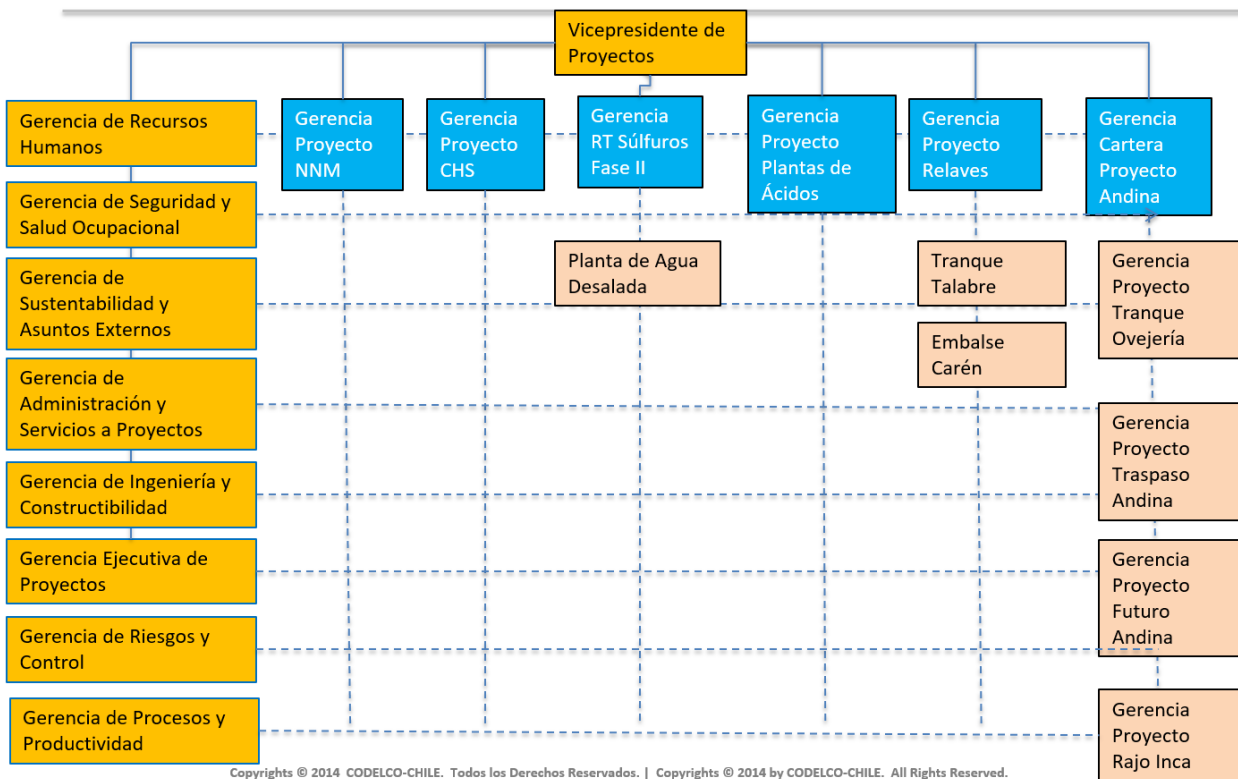 Vicepresidente de
Proyectos
Gerencia de Recursos
Humanos
Gerencia
Proyecto
NNM
Gerencia
Proyecto
CHS
Gerencia
RT Súlfuros
Fase II
Gerencia
Proyecto
Plantas de
Ácidos
Gerencia
Proyecto
Relaves
Gerencia
Cartera
Proyecto
Andina
Gerencia de Seguridad y
Salud Ocupacional
Gerencia de
Sustentabilidad y
Asuntos Externos
Planta de Agua
Desalada
Tranque
Talabre
Embalse
Carén
Gerencia
Proyecto
Tranque
Ovejería
Gerencia de
Administración y
Servicios a Proyectos
Gerencia
Proyecto
Traspaso
Andina
Gerencia de Ingeniería y
Constructibilidad
Gerencia Ejecutiva de
Proyectos
Gerencia
Proyecto
Futuro
Andina
Gerencia de Riesgos y
Control
Gerencia de Procesos y
Productividad
Gerencia
Proyecto
Rajo Inca
Copyrights © 2014 CODELCO-CHILE. Todos los Derechos Reservados. | Copyrights © 2014 by CODELCO-CHILE. All Rights Reserved.